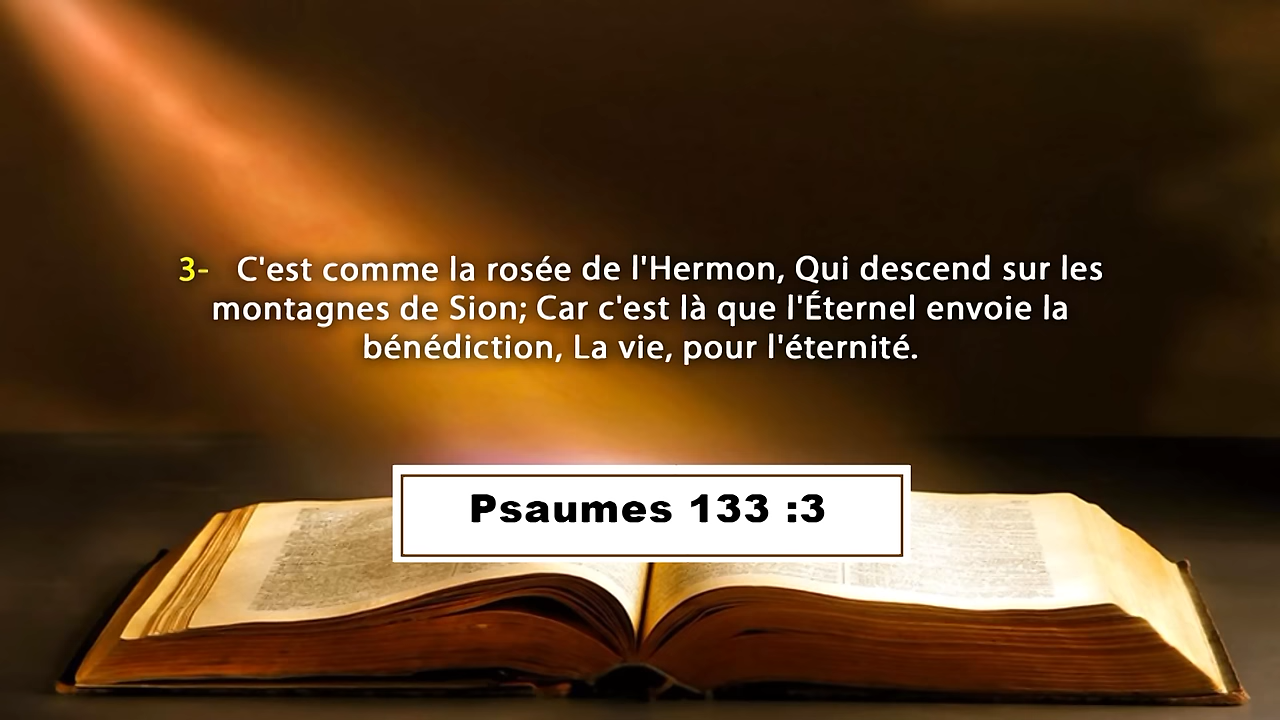 3- C'est comme la rosée de l'Hermon, Qui descend sur les
montagnes de Sion; Car c'est là que l'Éternel envoie la
bénédiction, La vie, pour l'éternité.
Psaumes 133 :3